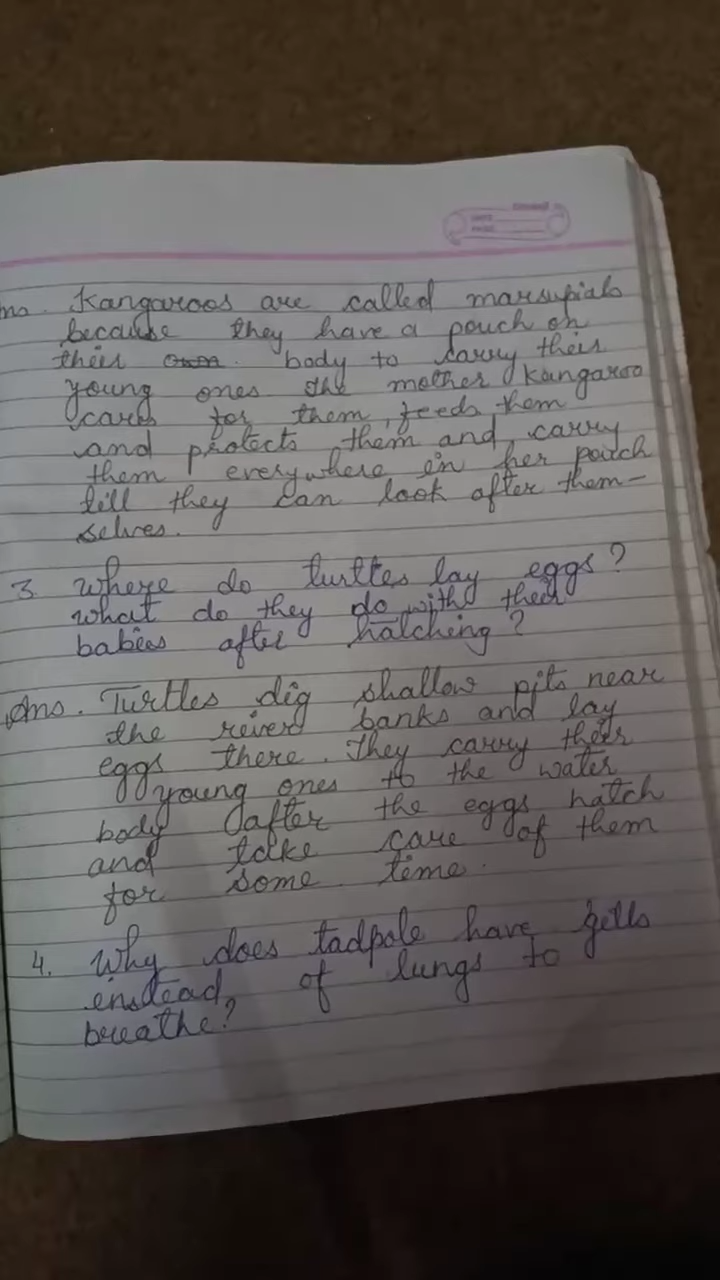 Ans. Kangaroos are called marsupials
because they have a pouch on
their body to carry their
young ones the mother kangaroo
cares for them, feeds them
and protects them and carry
them everywhere in her pouch
till they can look after them-
selves.
3. Where do turttes lay eggs?
what do they do with their
babies after hatching?
Ans. Turtles dig shallow pits near
the river banks and lay
eggs there. They carry their
young ones to the water
body after the eggs hatch
and take care of them
for some time.
4. Why does tadpole have gills
instead of lungs to
breathe?